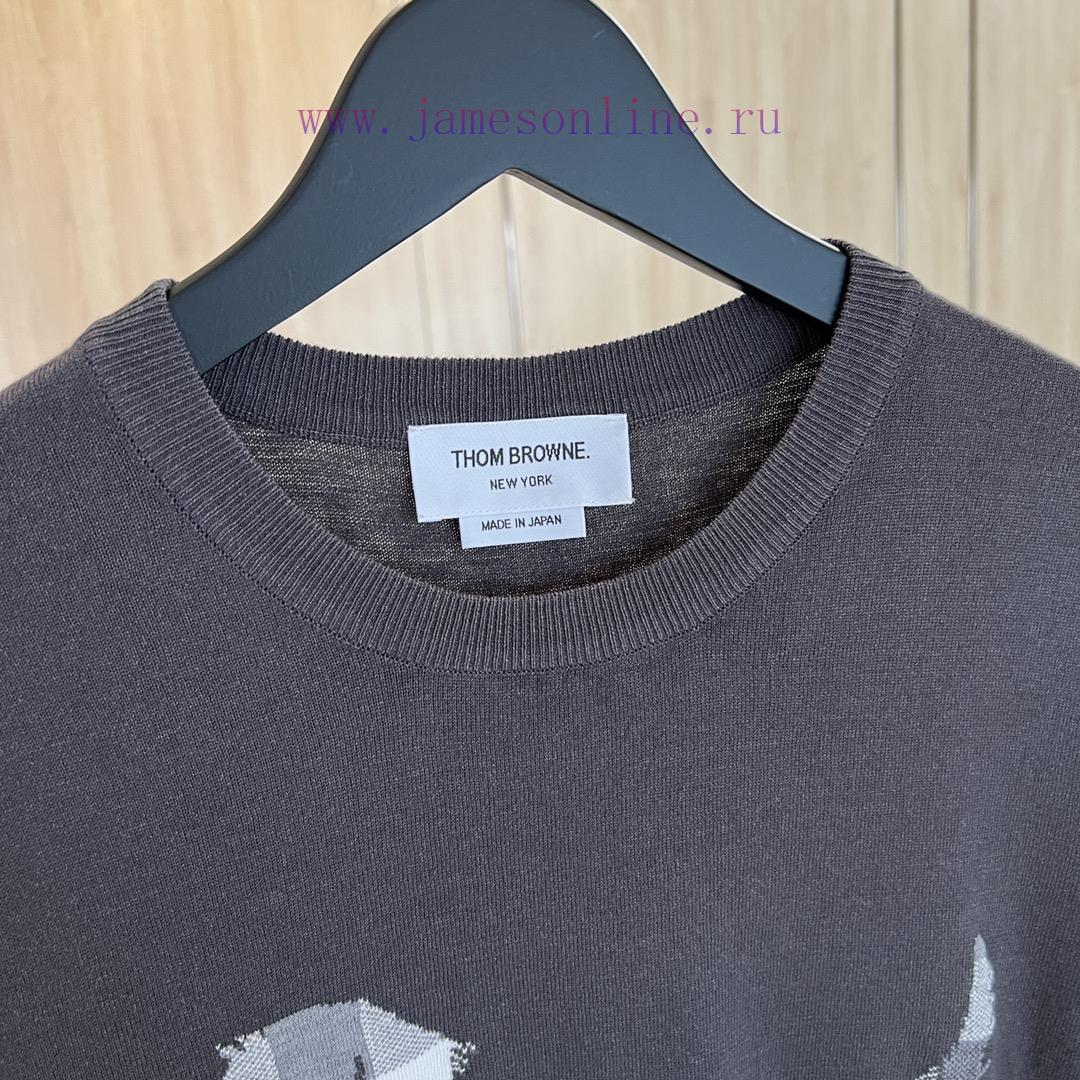 www.jamesonline.ru
THOM BROWNE.
NEW YORK
MADE IN JAPAN